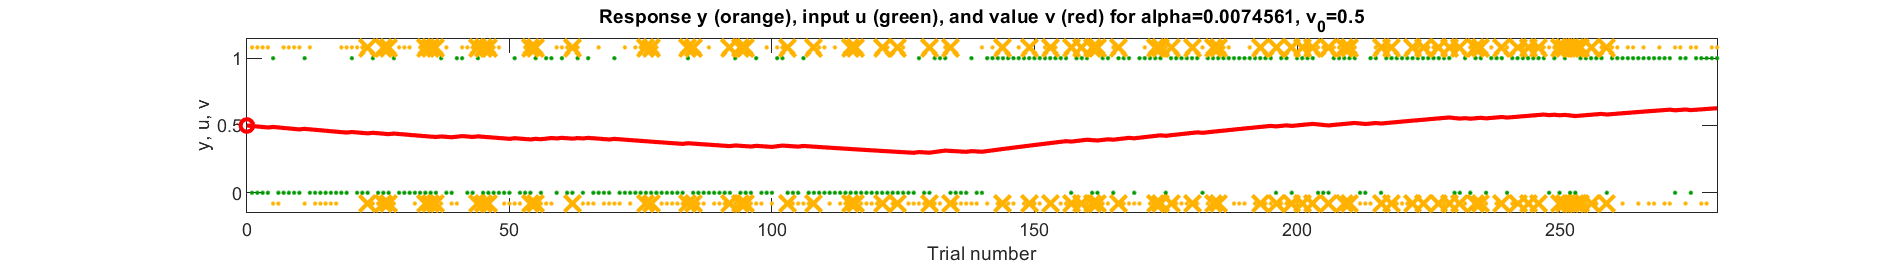 Response y (orange), input u (green), and value v (red) for alpha=0.0074561, v₀=0.5
y, u, v
1
0.5
0
0 50 100 150 200 250
Trial number